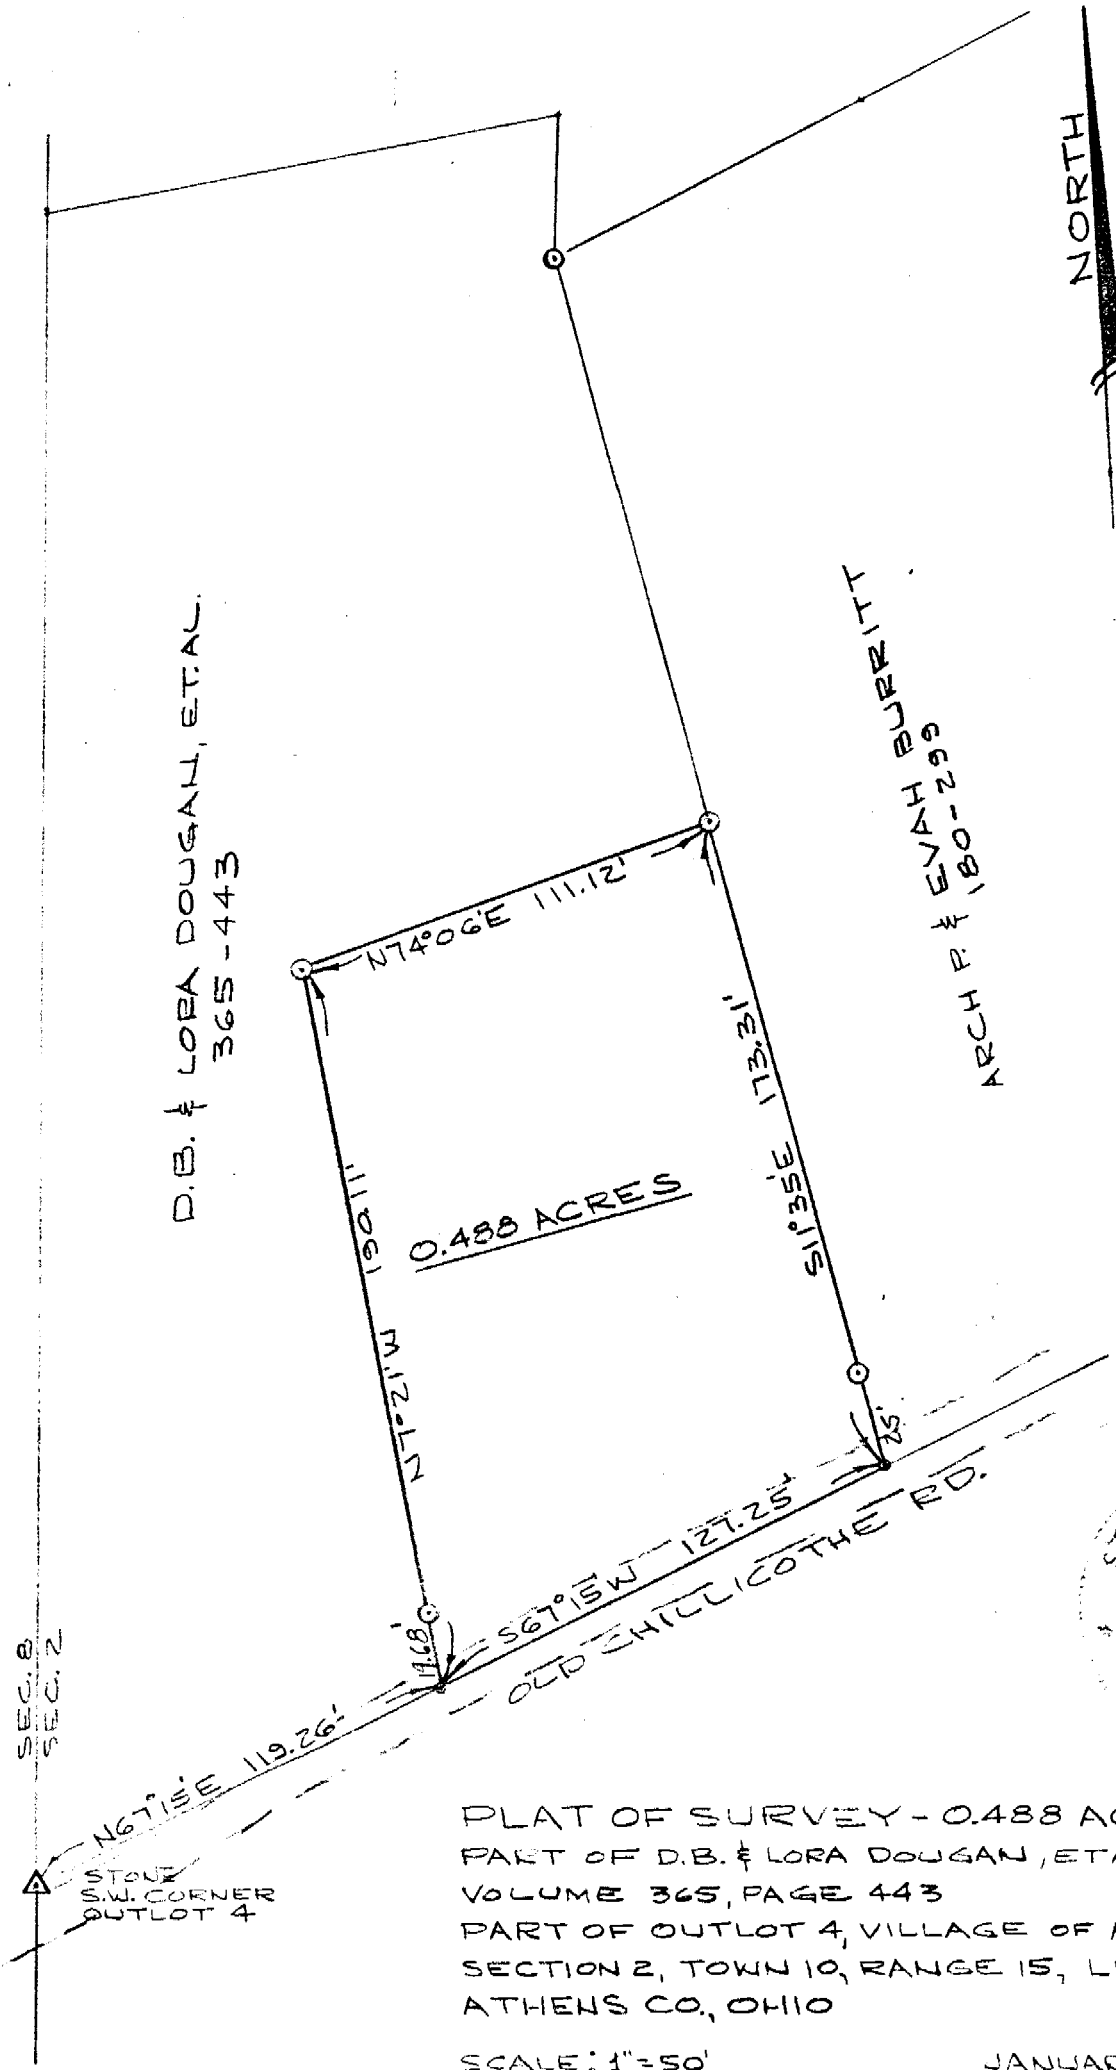 NORTH
D.B. & LORA DOUGAN, ET.AL.
365-443
ARCH P. & EVAH BURRITT
180-299
N74°06'E 111.12'
S11°35'E 173.31'
25'
N7°21'W 190.11'
19.68'
0.488 ACRES
S67°15'W 127.25'
OLD CHILLICOTHE RD.
N67°15'E 119.26'
SEC. 8
SEC. 2
STONE
S.W. CORNER
OUTLOT 4
PLAT OF SURVEY - 0.488
PART OF D.B. & LORA DOUGAN,
VOLUME 365, PAGE 443
PART OF OUTLOT 4, VILLAGE OF
SECTION 2, TOWN 10, RANGE 15,
ATHENS CO., OHIO
SCALE: 1"=50'